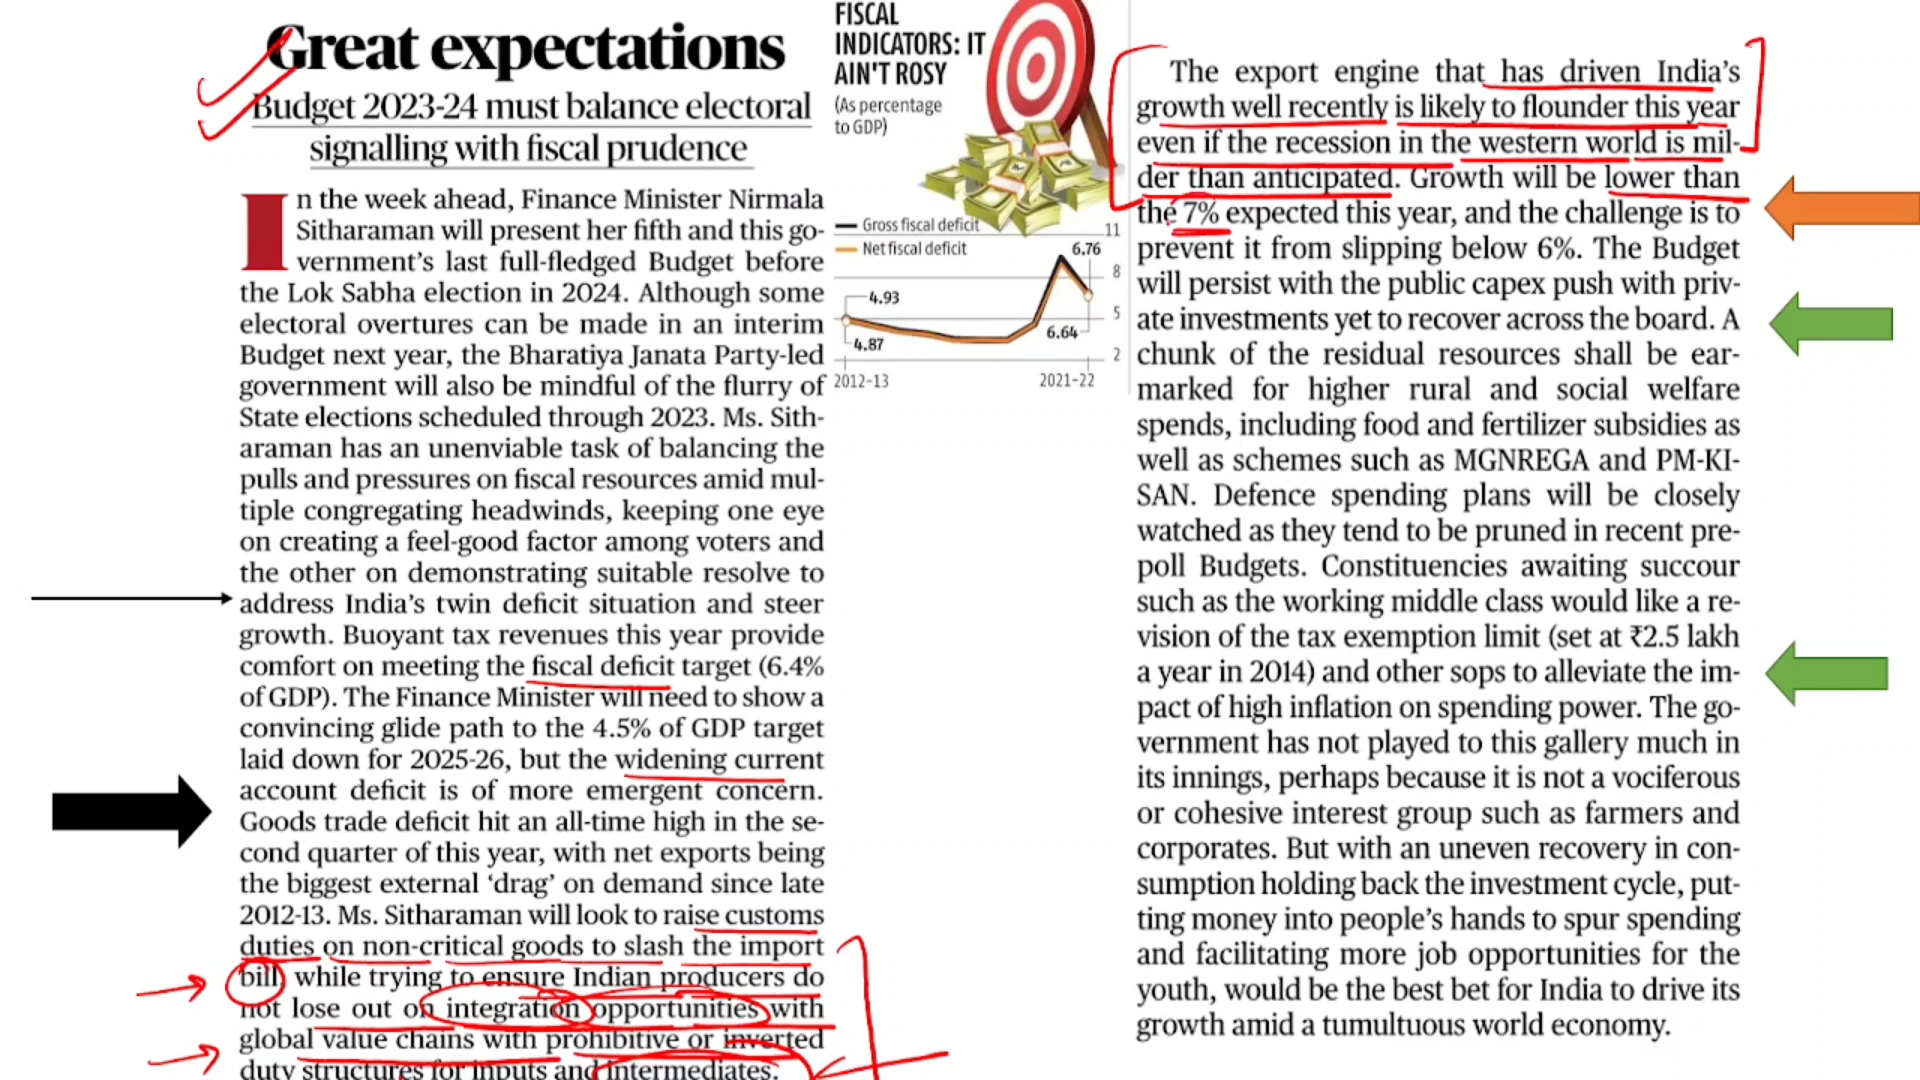 Great expectations
Budget 2023-24 must balance electoral
signalling with fiscal prudence
In the week ahead, Finance Minister Nirmala
Sitharaman will present her fifth and this go-
vernment's last full-fledged Budget before
the Lok Sabha election in 2024. Although some
electoral overtures can be made in an interim
Budget next year, the Bharatiya Janata Party-led
government will also be mindful of the flurry of
State elections scheduled through 2023. Ms. Sith-
araman has an unenviable task of balancing the
pulls and pressures on fiscal resources amid mul-
tiple congregating headwinds, keeping one eye
on creating a feel-good factor among voters and
the other on demonstrating suitable resolve to
address India's twin deficit situation and steer
growth. Buoyant tax revenues this year provide
comfort on meeting the fiscal deficit target (6.4%
of GDP). The Finance Minister will need to show a
convincing glide path to the 4.5% of GDP target
laid down for 2025-26, but the widening current
account deficit is of more emergent concern.
Goods trade deficit hit an all-time high in the se-
cond quarter of this year, with net exports being
the biggest external 'drag' on demand since late
2012-13. Ms. Sitharaman will look to raise customs
duties on non-critical goods to slash the import
bill, while trying to ensure Indian producers do
not lose out on integration opportunities with
global value chains with prohibitive or inverted
duty structures for inputs and intermediates.
FISCAL
INDICATORS: IT
AIN'T ROSY
(As percentage
to GDP)
Gross fiscal deficit
Net fiscal deficit
11
6.76
8
4.93
5
6.64
4.87
2
2012-13
2021-22
The export engine that has driven India's
growth well recently is likely to flounder this year
even if the recession in the western world is mil-
der than anticipated. Growth will be lower than
the 7% expected this year, and the challenge is to
prevent it from slipping below 6%. The Budget
will persist with the public capex push with priv-
ate investments yet to recover across the board. A
chunk of the residual resources shall be ear-
marked for higher rural and social welfare
spends, including food and fertilizer subsidies as
well as schemes such as MGNREGA and PM-KI-
SAN. Defence spending plans will be closely
watched as they tend to be pruned in recent pre-
poll Budgets. Constituencies awaiting succour
such as the working middle class would like a re-
vision of the tax exemption limit (set at ₹2.5 lakh
a year in 2014) and other sops to alleviate the im-
pact of high inflation on spending power. The go-
vernment has not played to this gallery much in
its innings, perhaps because it is not a vociferous
or cohesive interest group such as farmers and
corporates. But with an uneven recovery in con-
sumption holding back the investment cycle, put-
ting money into people's hands to spur spending
and facilitating more job opportunities for the
youth, would be the best bet for India to drive its
growth amid a tumultuous world economy.